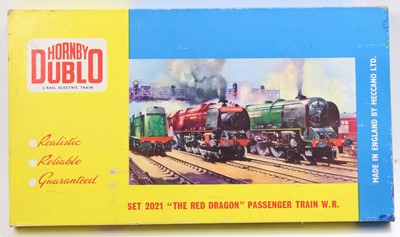 HORNBY
DUBLO
2-RAIL ELECTRIC TRAIN
Realistic
Reliable
Guaranteed
SET 2021 "THE RED DRAGON" PASSENGER TRAIN W.R.
MADE IN ENGLAND BY MECCANO LTD.